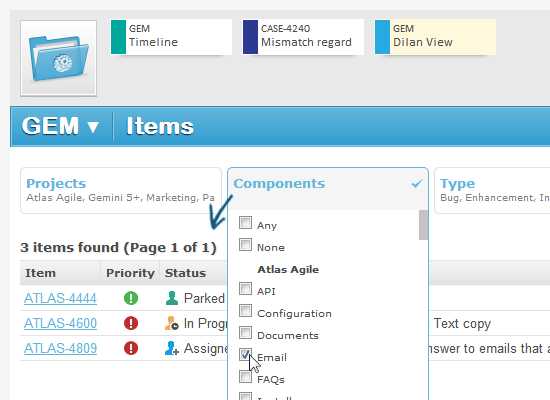 GEM
Timeline
CASE-4240
Mismatch regard
GEM
Dilan View
GEM ▾ Items
Projects
Atlas Agile, Gemini 5+, Marketing, Pa
Components
Type
Bug, Enhancement, In
Any
None
Atlas Agile
API
Configuration
Documents
Email
FAQs
3 items found (Page 1 of 1)
Item Priority Status
ATLAS-4444 Parked
ATLAS-4600 In Progr Text copy
ATLAS-4809 Assigne nswer to emails that a